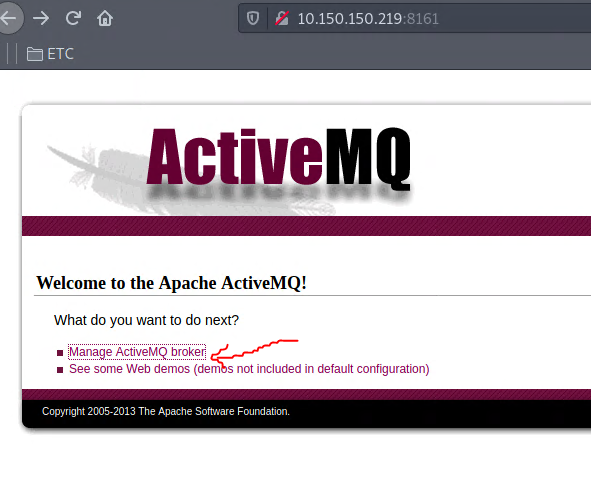 10.150.150.219:8161
ETC
ActiveMQ
Welcome to the Apache ActiveMQ!
What do you want to do next?
Manage ActiveMQ broker
See some Web demos (demos not included in default configuration)
Copyright 2005-2013 The Apache Software Foundation.